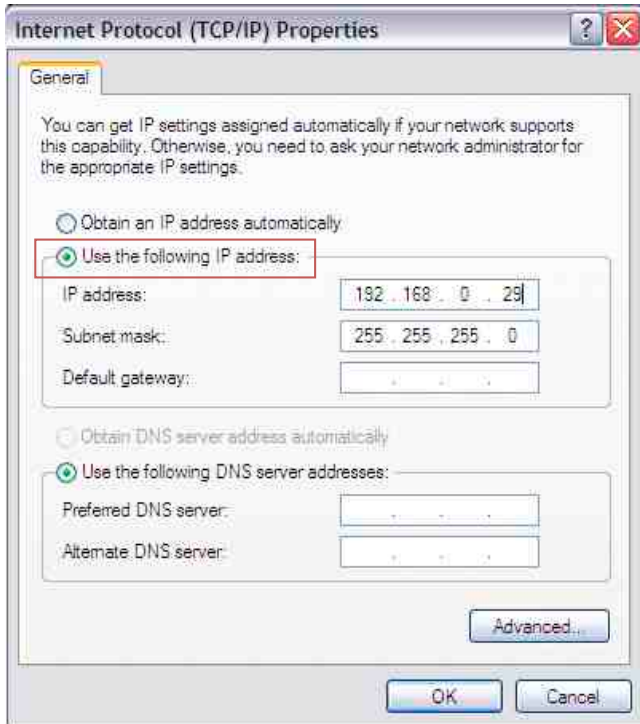 Internet Protocol (TCP/IP) Properties
General
You can get IP settings assigned automatically if your network supports
this capability. Otherwise, you need to ask your network administrator for
the appropriate IP settings.
Obtain an IP address automatically
Use the following IP address:
IP address: 192 . 168 . 0 . 29
Subnet mask: 255 . 255 . 255 . 0
Default gateway: . . .
Obtain DNS server address automatically
Use the following DNS server addresses:
Preferred DNS server: . . .
Alternate DNS server: . . .
Advanced...
OK Cancel